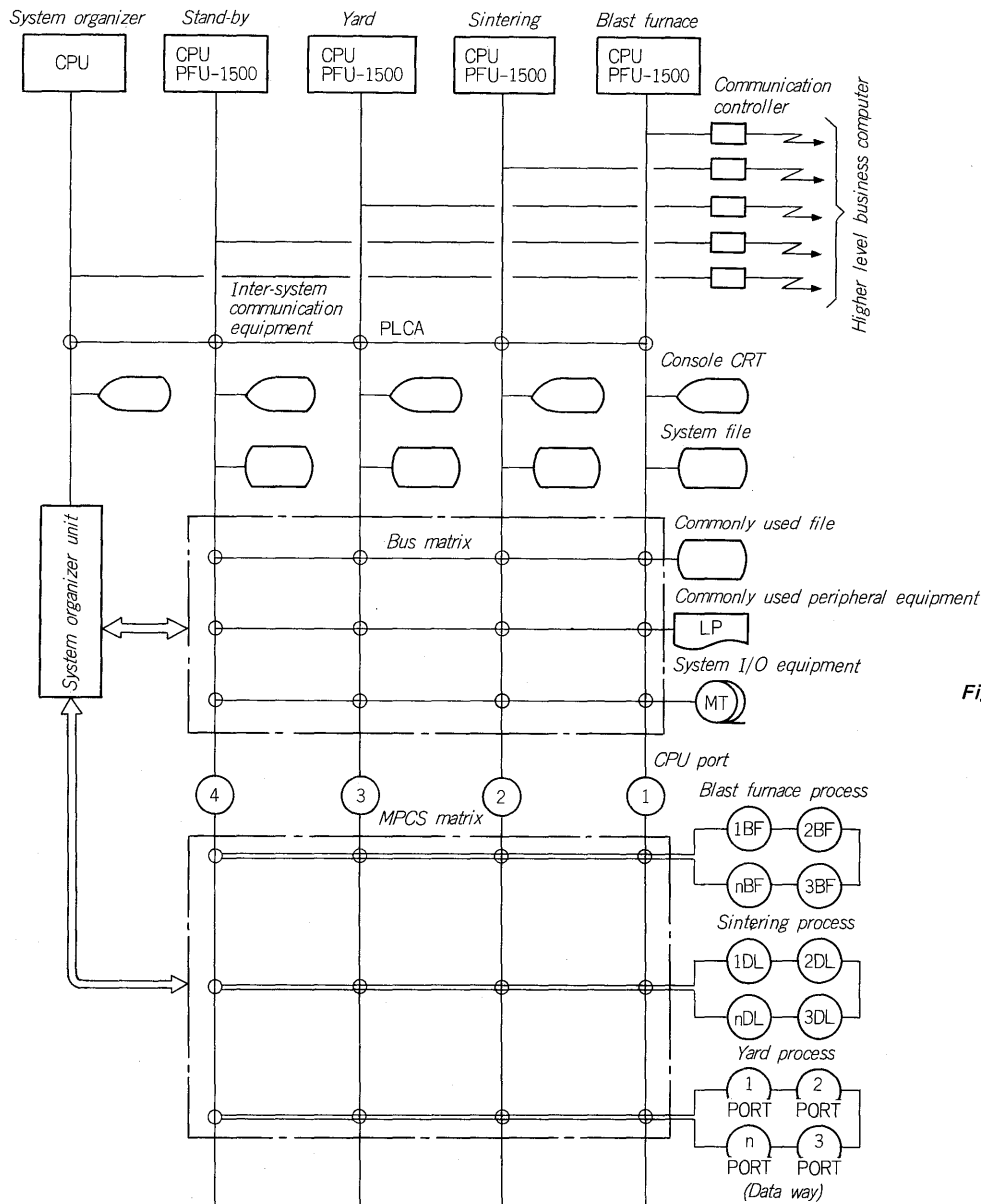 System organizer
Stand-by
Yard
Sintering
Blast furnace
CPU
CPU
PFU-1500
CPU
PFU-1500
CPU
PFU-1500
CPU
PFU-1500
Communication
controller
Higher level business computer
Inter-system
communication
equipment
PLCA
Console CRT
System file
System organizer unit
Bus matrix
Commonly used file
Commonly used peripheral equipment
LP
System I/O equipment
MT
Fi
CPU port
4
3
2
1
MPCS matrix
Blast furnace process
1BF
2BF
nBF
3BF
Sintering process
1DL
2DL
nDL
3DL
Yard process
1
PORT
2
PORT
n
PORT
3
PORT
(Data way)